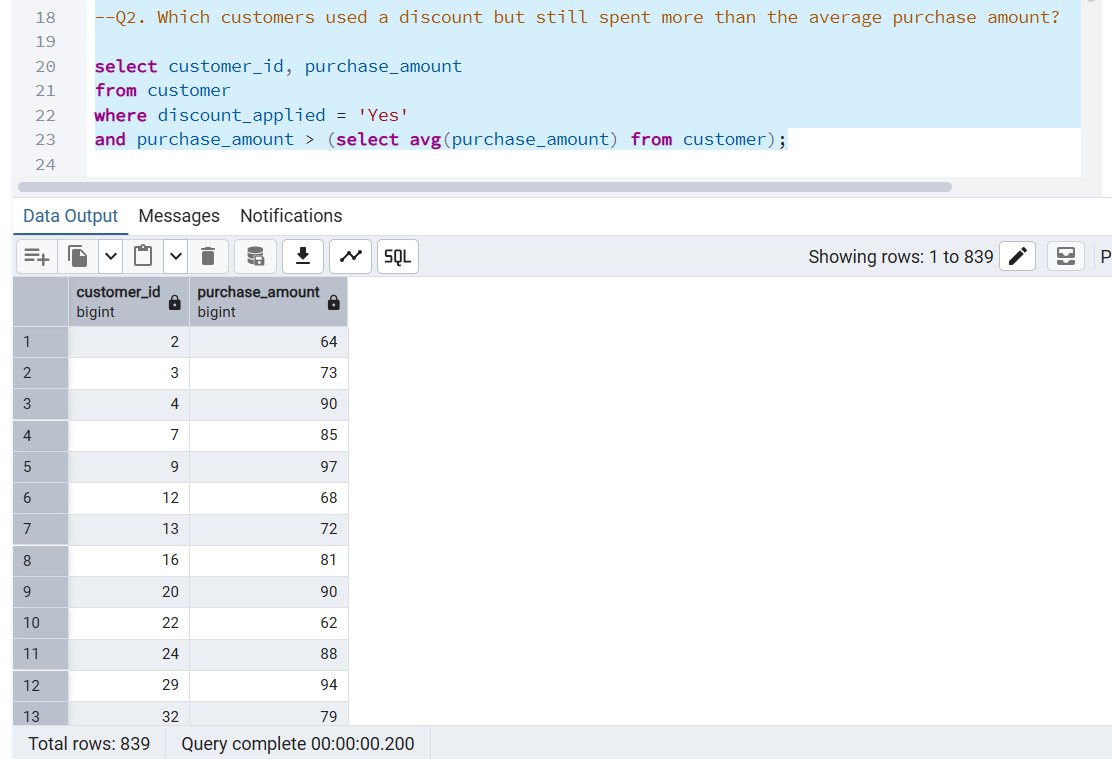 18 --Q2. Which customers used a discount but still spent more than the average purchase amount?
19
20 select customer_id, purchase_amount
21 from customer
22 where discount_applied = 'Yes'
23 and purchase_amount > (select avg(purchase_amount) from customer);
24
Data Output Messages Notifications
SQL Showing rows: 1 to 839 P
customer_id purchase_amount
bigint bigint
1 2 64
2 3 73
3 4 90
4 7 85
5 9 97
6 12 68
7 13 72
8 16 81
9 20 90
10 22 62
11 24 88
12 29 94
13 32 79
Total rows: 839 Query complete 00:00:00.200